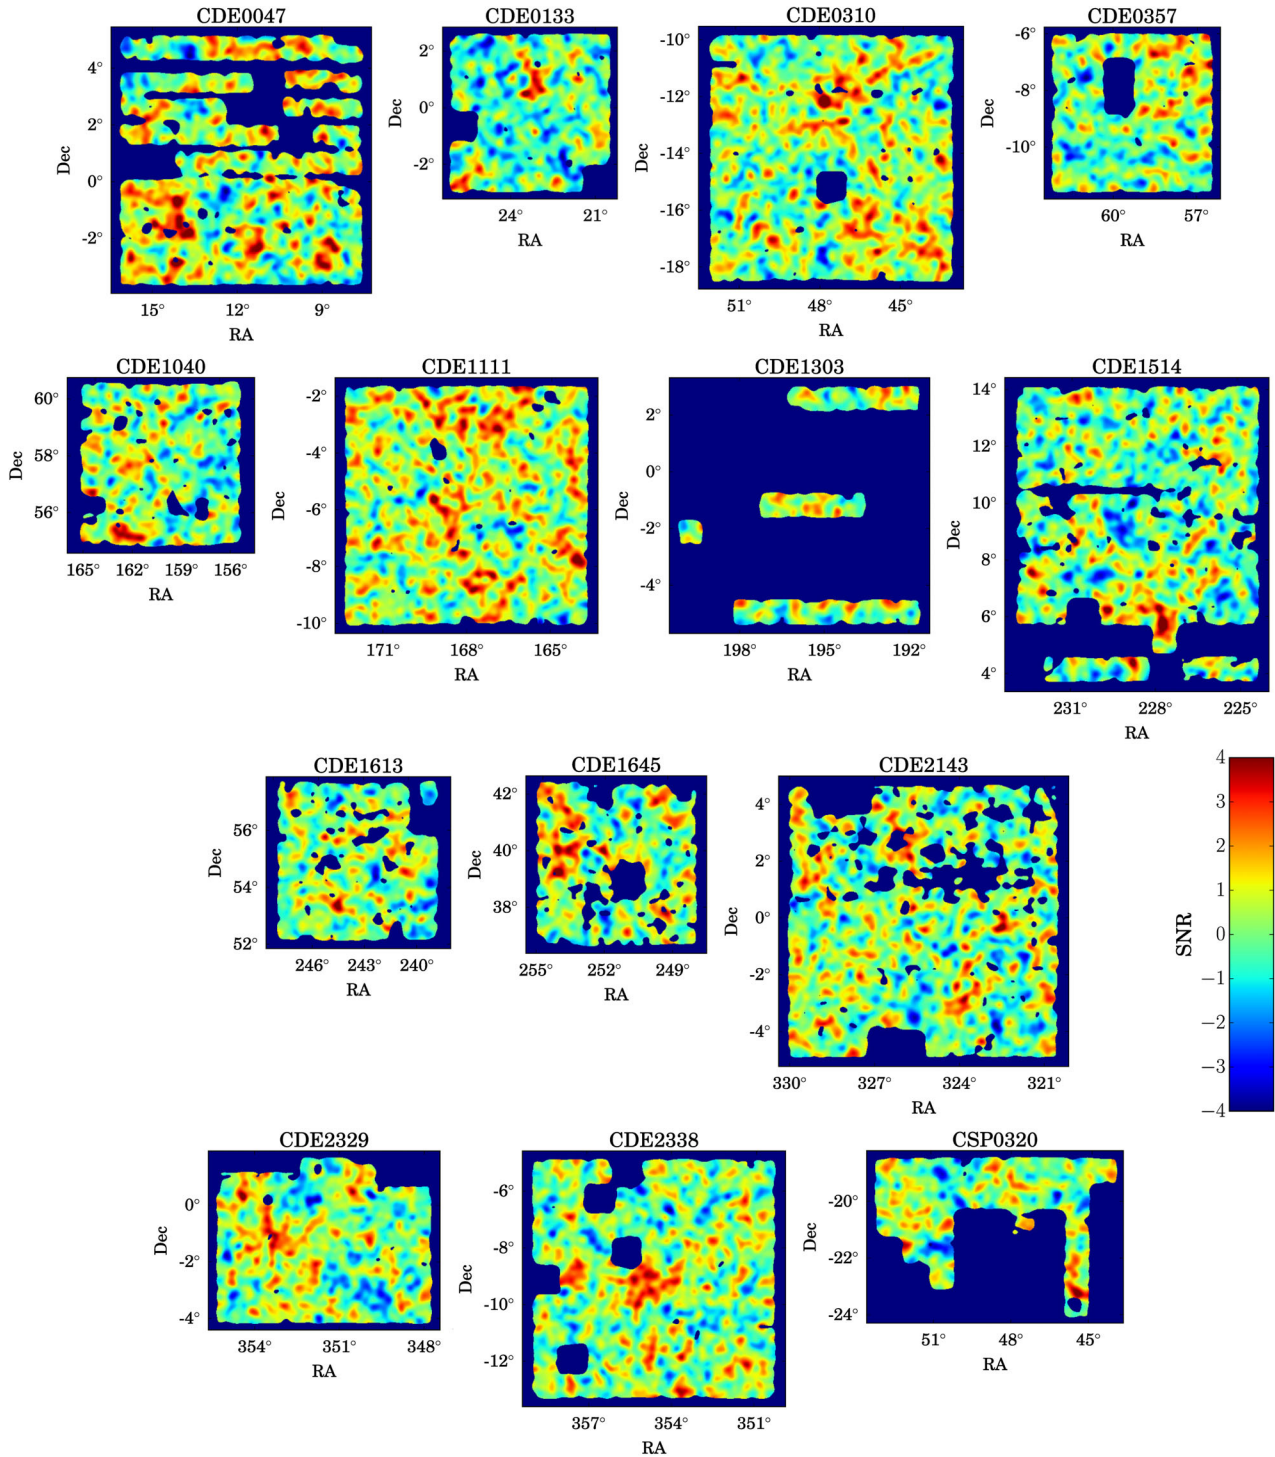 CDE0047
CDE0133
CDE0310
CDE0357
4°
2°
0°
-2°
Dec
15°
12°
9°
RA
2°
0°
-2°
Dec
24°
21°
RA
-10°
-12°
-14°
-16°
-18°
Dec
51°
48°
45°
RA
-6°
-8°
-10°
Dec
60°
57°
RA
CDE1040
CDE1111
CDE1303
CDE1514
60°
58°
56°
Dec
165°
162°
159°
156°
RA
-2°
-4°
-6°
-8°
-10°
Dec
171°
168°
165°
RA
2°
0°
-2°
-4°
Dec
198°
195°
192°
RA
14°
12°
10°
8°
6°
4°
Dec
231°
228°
225°
RA
CDE1613
CDE1645
CDE2143
56°
54°
52°
Dec
246°
243°
240°
RA
42°
40°
38°
Dec
255°
252°
249°
RA
4°
2°
0°
-2°
-4°
Dec
330°
327°
324°
321°
RA
4
3
2
1
0
−1
−2
−3
−4
SNR
CDE2329
CDE2338
CSP0320
0°
-2°
-4°
Dec
354°
351°
348°
RA
-6°
-8°
-10°
-12°
Dec
357°
354°
351°
RA
-20°
-22°
-24°
Dec
51°
48°
45°
RA